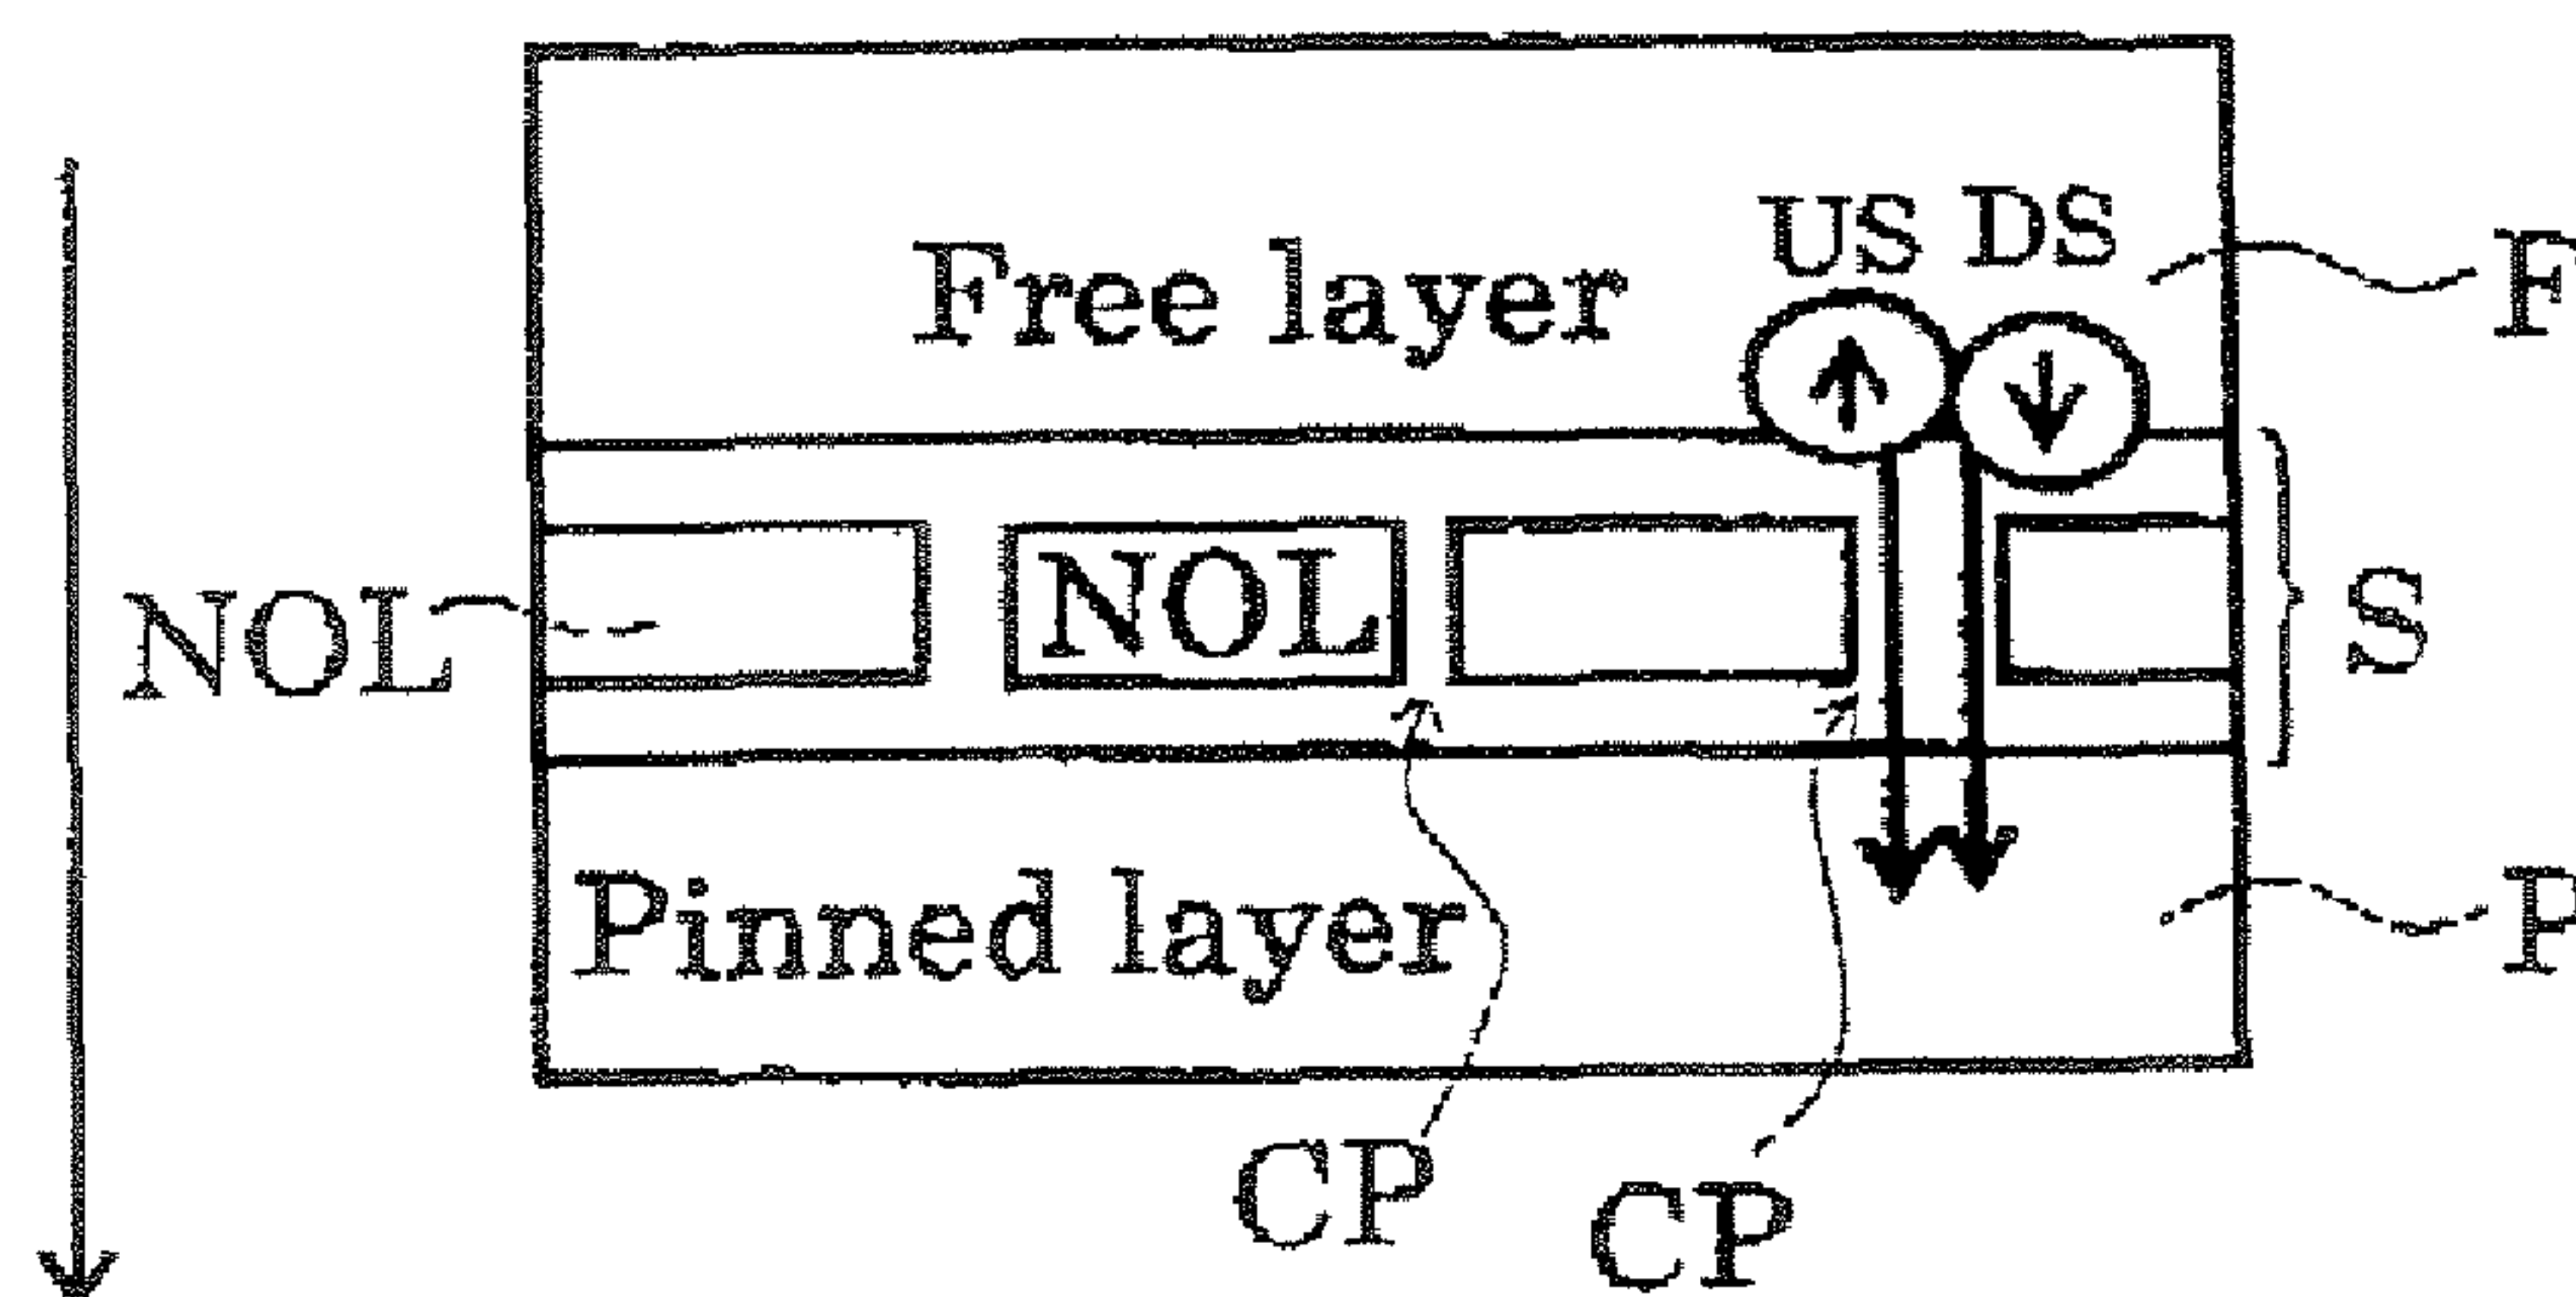 US DS
Free layer
F
NOL
NOL
S
Pinned layer
P
CP
CP